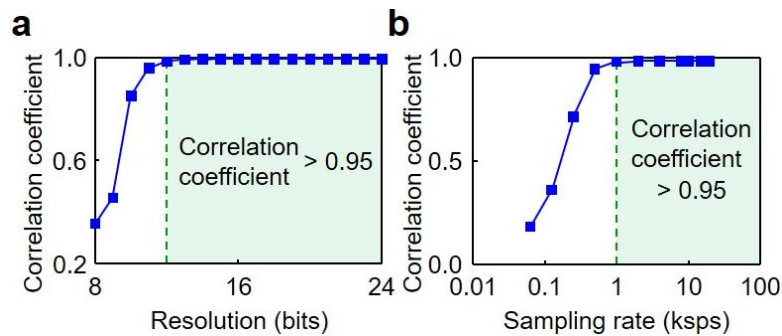 a
Correlation coefficient
1.0
0.6
0.2
Correlation
coefficient
> 0.95
8
16
24
Resolution (bits)
b
Correlation coefficient
1.0
0.5
0.0
Correlation
coefficient
> 0.95
0.01
0.1
1
10
100
Sampling rate (ksps)